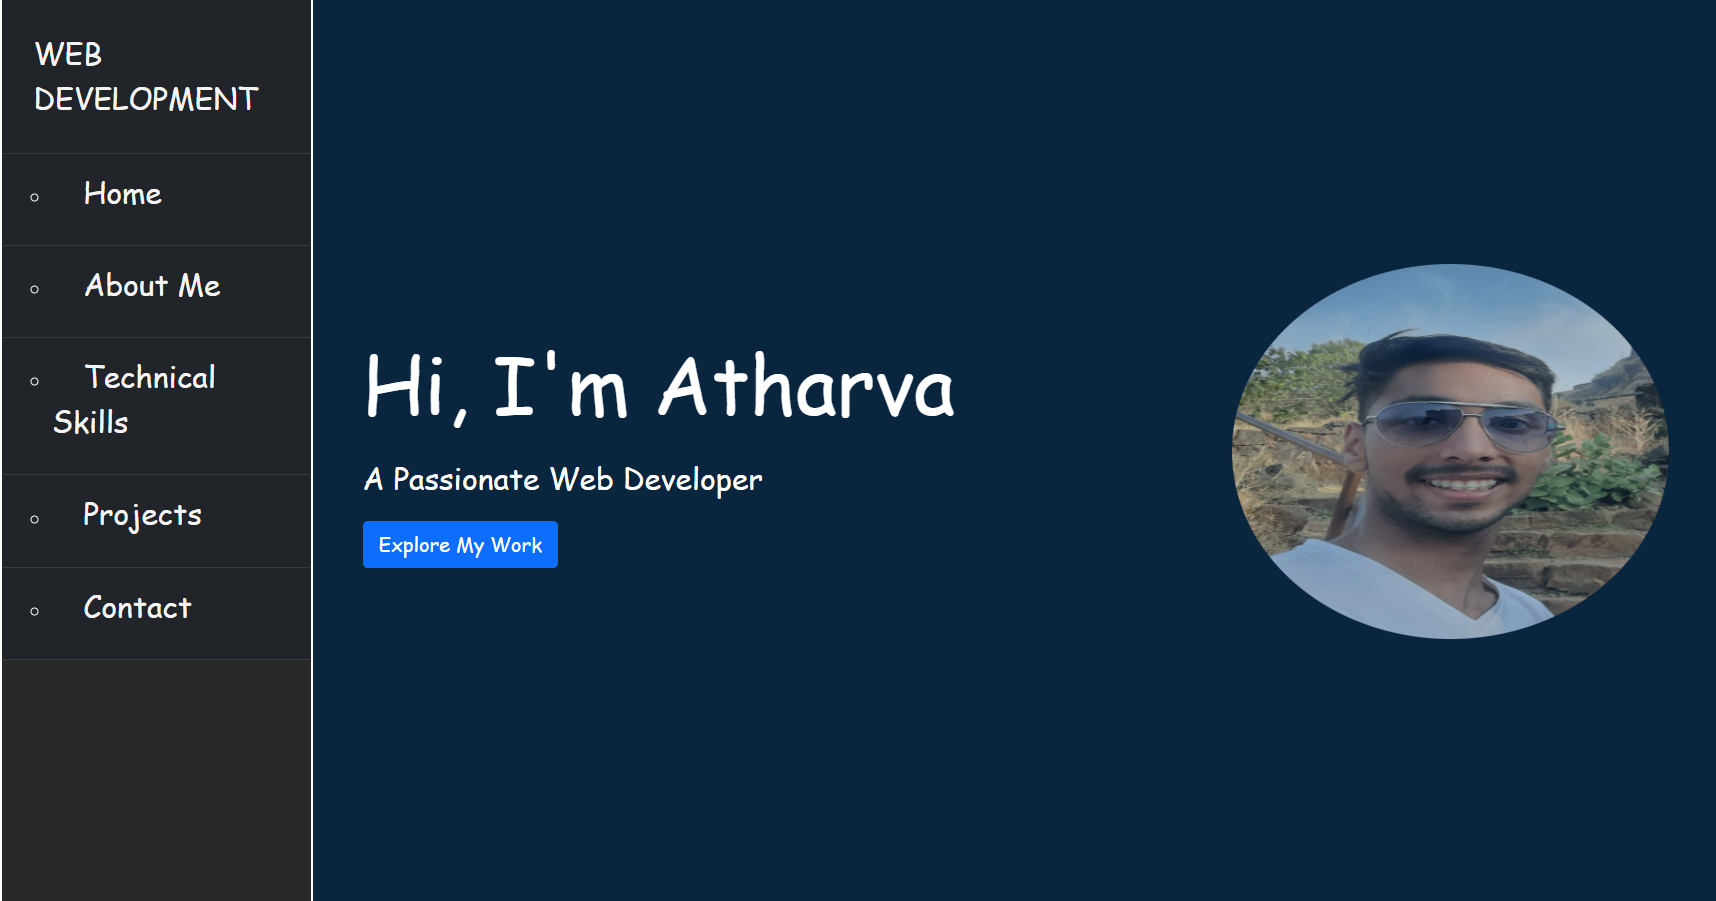 WEB
DEVELOPMENT
Home
About Me
Technical
Skills
Projects
Contact
Hi, I'm Atharva
A Passionate Web Developer
Explore My Work